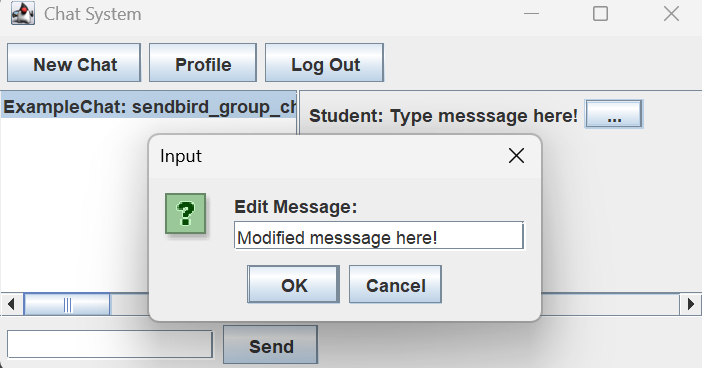 Chat System
New Chat Profile Log Out
ExampleChat: sendbird_group_ch
Student: Type messsage here! ...
Input
?
Edit Message:
Modified messsage here!
OK Cancel
Send